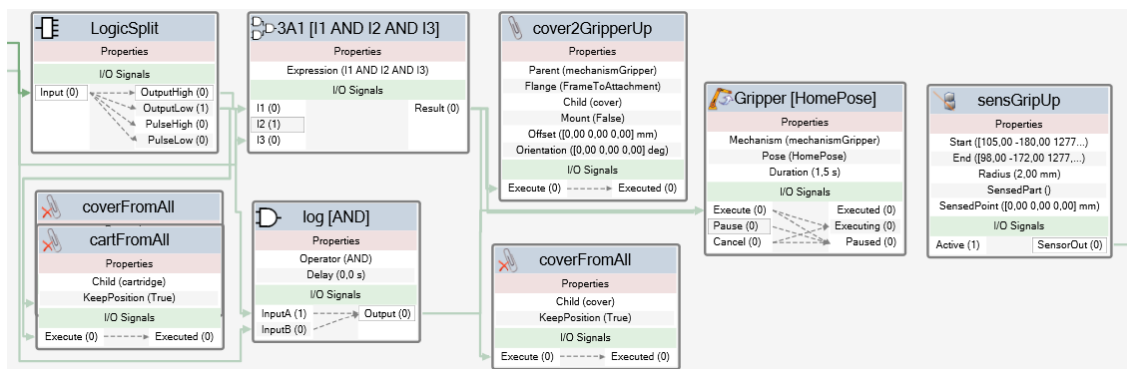 LogicSplit
Properties
I/O Signals
Input (0)
OutputHigh (0)
OutputLow (1)
PulseHigh (0)
PulseLow (0)
3A1 [I1 AND I2 AND I3]
Properties
Expression (I1 AND I2 AND I3)
I/O Signals
I1 (0)
I2 (1)
I3 (0)
Result (0)
cover2GripperUp
Properties
Parent (mechanismGripper)
Flange (FrameToAttachment)
Child (cover)
Mount (False)
Offset ([0,00 0,00 0,00] mm)
Orientation ([0,00 0,00 0,00] deg)
I/O Signals
Execute (0)
Executed (0)
Gripper [HomePose]
Properties
Mechanism (mechanismGripper)
Pose (HomePose)
Duration (1,5 s)
I/O Signals
Execute (0)
Pause (0)
Cancel (0)
Executed (0)
Executing (0)
Paused (0)
sensGripUp
Properties
Start ([105,00 -180,00 1277...)
End ([98,00 -172,00 1277,...)
Radius (2,00 mm)
SensedPart ()
SensedPoint ([0,00 0,00 0,00] mm)
I/O Signals
Active (1)
SensorOut (0)
coverFromAll
cartFromAll
Properties
Child (cartridge)
KeepPosition (True)
I/O Signals
Execute (0)
Executed (0)
log [AND]
Properties
Operator (AND)
Delay (0,0 s)
I/O Signals
InputA (1)
InputB (0)
Output (0)
coverFromAll
Properties
Child (cover)
KeepPosition (True)
I/O Signals
Execute (0)
Executed (0)